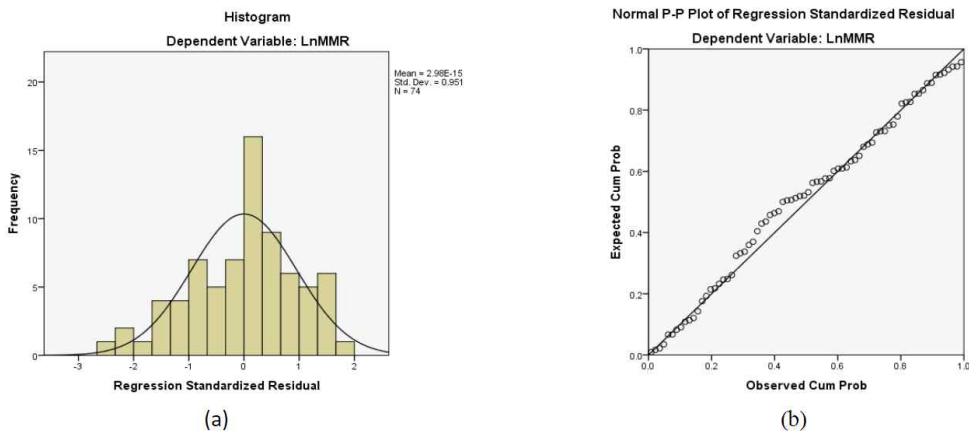 Histogram
Dependent Variable: LnMMR
Mean = 2.98E-15
Std. Dev. = 0.951
N = 74
Frequency
20
15
10
5
0
-3 -2 -1 0 1 2
Regression Standardized Residual
(a)
Normal P-P Plot of Regression Standardized Residual
Dependent Variable: LnMMR
Expected Cum Prob
1.0
0.8
0.6
0.4
0.2
0.0
0.0 0.2 0.4 0.6 0.8 1.0
Observed Cum Prob
(b)